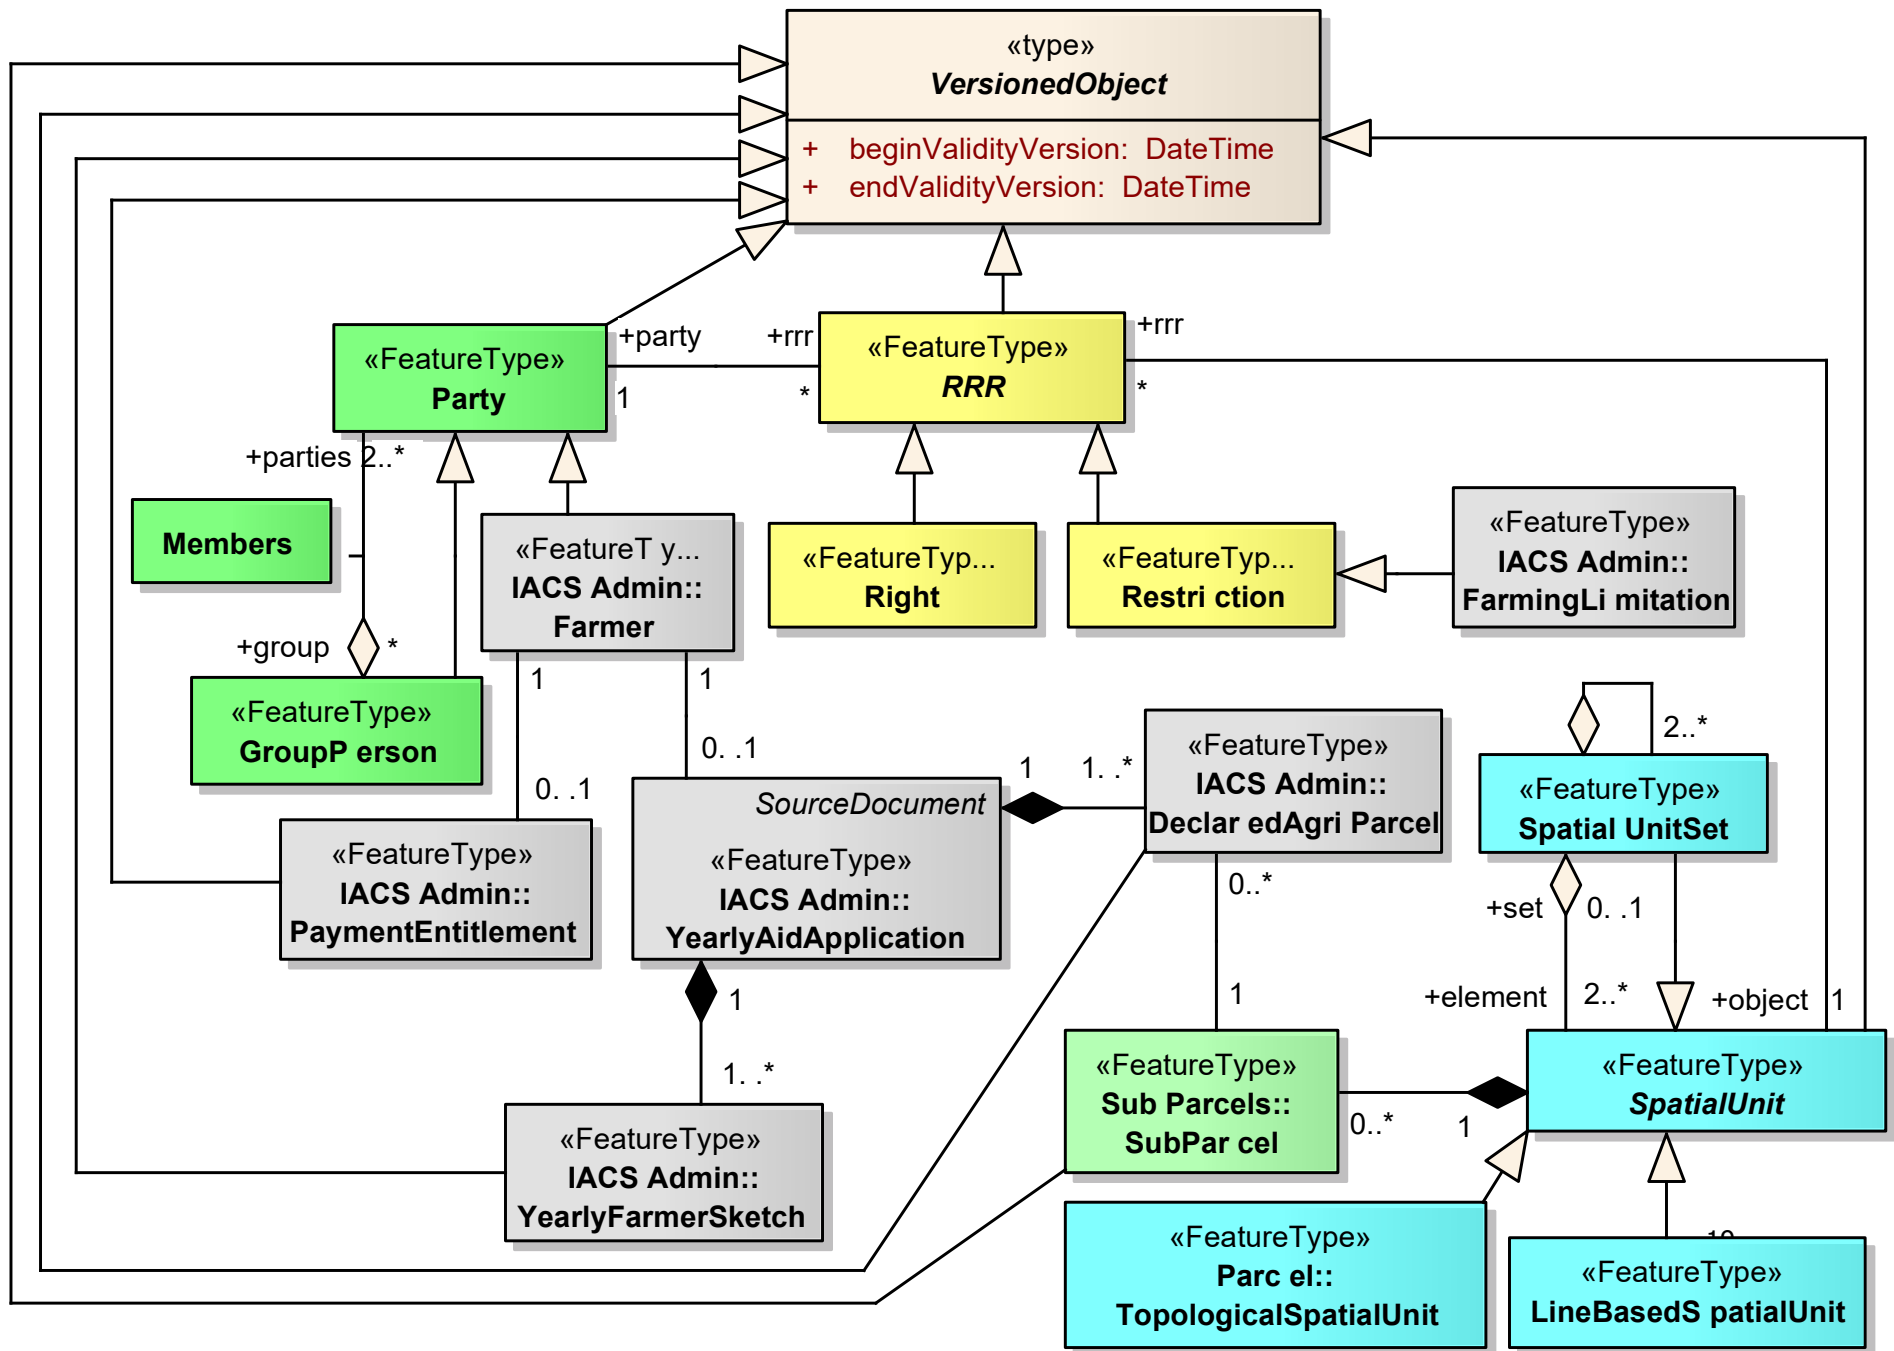 «type»
VersionedObject
+ beginValidityVersion: DateTime
+ endValidityVersion: DateTime
«FeatureType»
Party
+party
1
+rrr
*
«FeatureType»
RRR
+rrr
*
+parties 2..*
Members
+group *
«FeatureType»
GroupP erson
«FeatureT y...
IACS Admin::
Farmer
«FeatureTyp...
Right
«FeatureTyp...
Restri ction
«FeatureType»
IACS Admin::
FarmingLi mitation
1
1
0. .1
0. .1
«FeatureType»
IACS Admin::
PaymentEntitlement
SourceDocument
«FeatureType»
IACS Admin::
YearlyAidApplication
1
1. .*
«FeatureType»
IACS Admin::
Declar edAgri Parcel
2..*
«FeatureType»
Spatial UnitSet
0..*
1
+set
0. .1
+element
2..*
+object
1
1
1. .*
«FeatureType»
IACS Admin::
YearlyFarmerSketch
«FeatureType»
Sub Parcels::
SubPar cel
0..*
1
«FeatureType»
SpatialUnit
«FeatureType»
Parc el::
TopologicalSpatialUnit
«FeatureType»
LineBasedS patialUnit